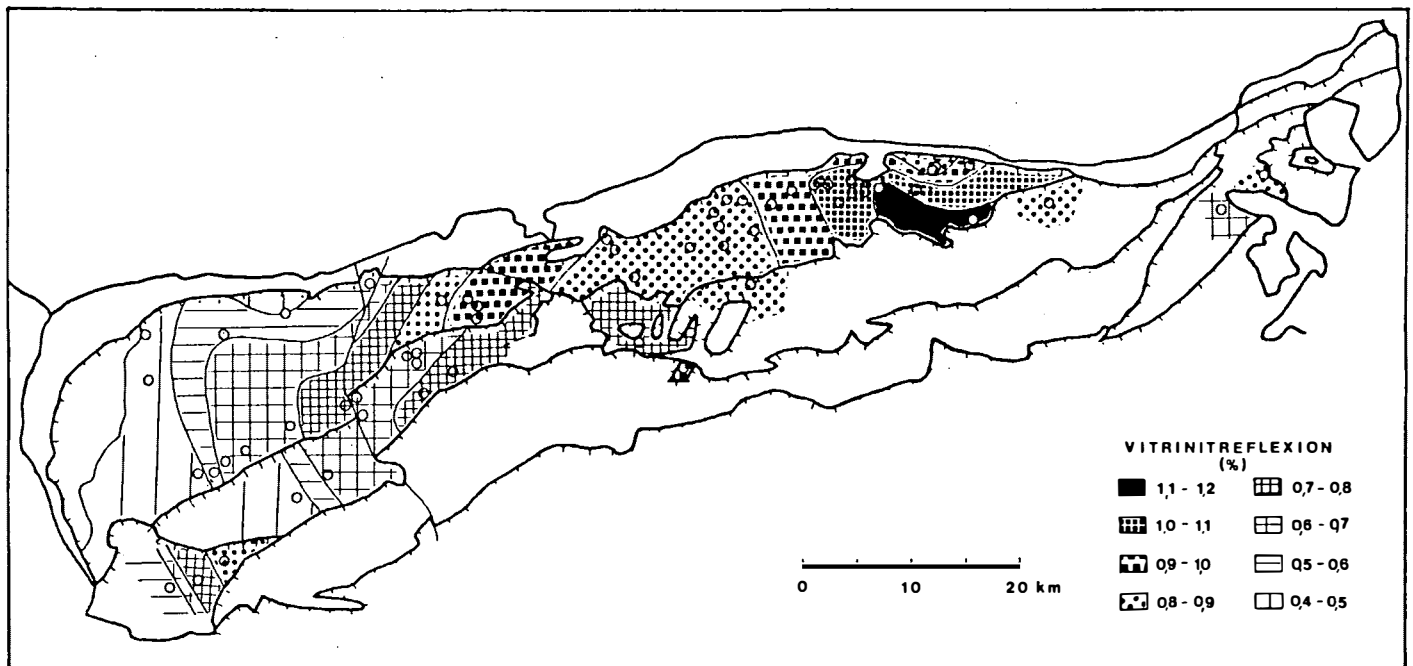 VITRINITREFLEXION
(%)
1,1 - 1,2
0,7 - 0,8
1,0 - 1,1
0,6 - 0,7
0,9 - 1,0
0,5 - 0,6
0,8 - 0,9
0,4 - 0,5
0 10 20 km